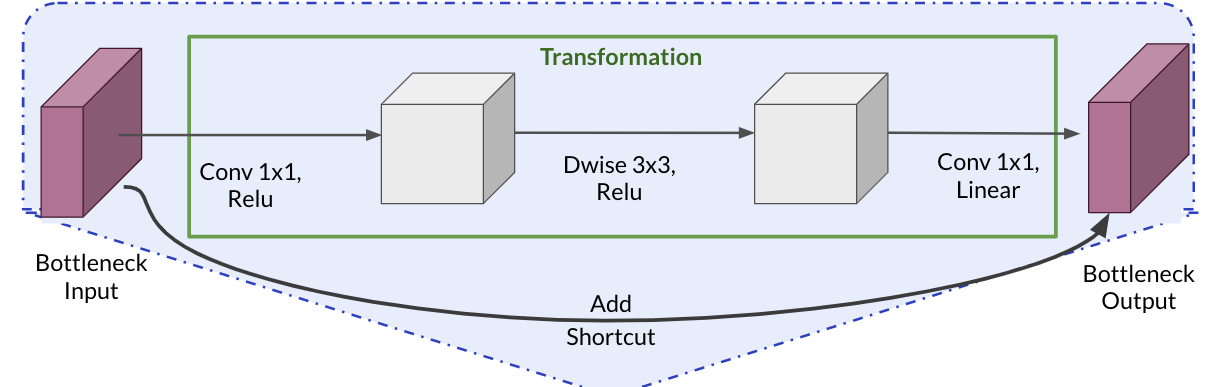 Transformation
Conv 1x1,
Relu
Dwise 3x3,
Relu
Conv 1x1,
Linear
Bottleneck
Input
Add
Shortcut
Bottleneck
Output